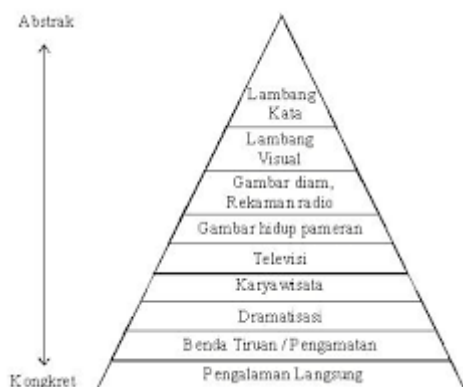 Abstrak
Lambang
Kata
Lambang
Visual
Gambar diam,
Rekaman radio
Gambar hidup pameran
Televisi
Karyawisata
Dramatisasi
Benda Tiruan / Pengamatan
Pengalaman Langsung
Kongkret